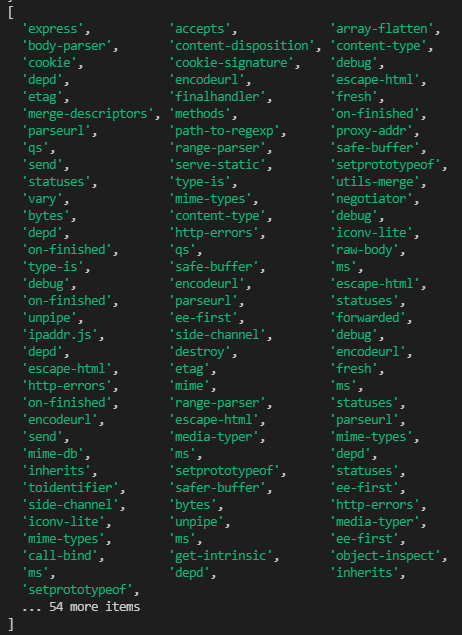 [
'express', 'accepts', 'array-flatten',
'body-parser', 'content-disposition', 'content-type',
'cookie', 'cookie-signature', 'debug',
'depd', 'encodeurl', 'escape-html',
'etag', 'finalhandler', 'fresh',
'merge-descriptors', 'methods', 'on-finished',
'parseurl', 'path-to-regexp', 'proxy-addr',
'qs', 'range-parser', 'safe-buffer',
'send', 'serve-static', 'setprototypeof',
'statuses', 'type-is', 'utils-merge',
'vary', 'mime-types', 'negotiator',
'bytes', 'content-type', 'debug',
'depd', 'http-errors', 'iconv-lite',
'on-finished', 'qs', 'raw-body',
'type-is', 'safe-buffer', 'ms',
'debug', 'encodeurl', 'escape-html',
'on-finished', 'parseurl', 'statuses',
'unpipe', 'ee-first', 'forwarded',
'ipaddr.js', 'side-channel', 'debug',
'depd', 'destroy', 'encodeurl',
'escape-html', 'etag', 'fresh',
'http-errors', 'mime', 'ms',
'on-finished', 'range-parser', 'statuses',
'encodeurl', 'escape-html', 'parseurl',
'send', 'media-typer', 'mime-types',
'mime-db', 'ms', 'depd',
'inherits', 'setprototypeof', 'statuses',
'toidentifier', 'safer-buffer', 'ee-first',
'side-channel', 'bytes', 'http-errors',
'iconv-lite', 'unpipe', 'media-typer',
'mime-types', 'ms', 'ee-first',
'call-bind', 'get-intrinsic', 'object-inspect',
'ms', 'depd', 'inherits',
'setprototypeof',
... 54 more items
]